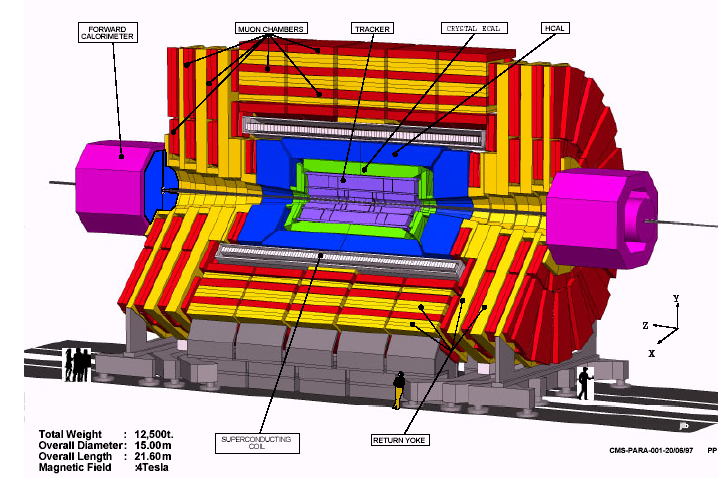 FORWARD
CALORIMETER
MUON CHAMBERS
TRACKER
CRYSTAL ECAL
HCAL
Y
Z
X
Total Weight : 12,500t.
Overall Diameter : 15.00m
Overall Length : 21.60m
Magnetic Field :4Tesla
SUPERCONDUCTING
COIL
RETURN YOKE
jlb
CMS-PARA-001-20/06/97 PP